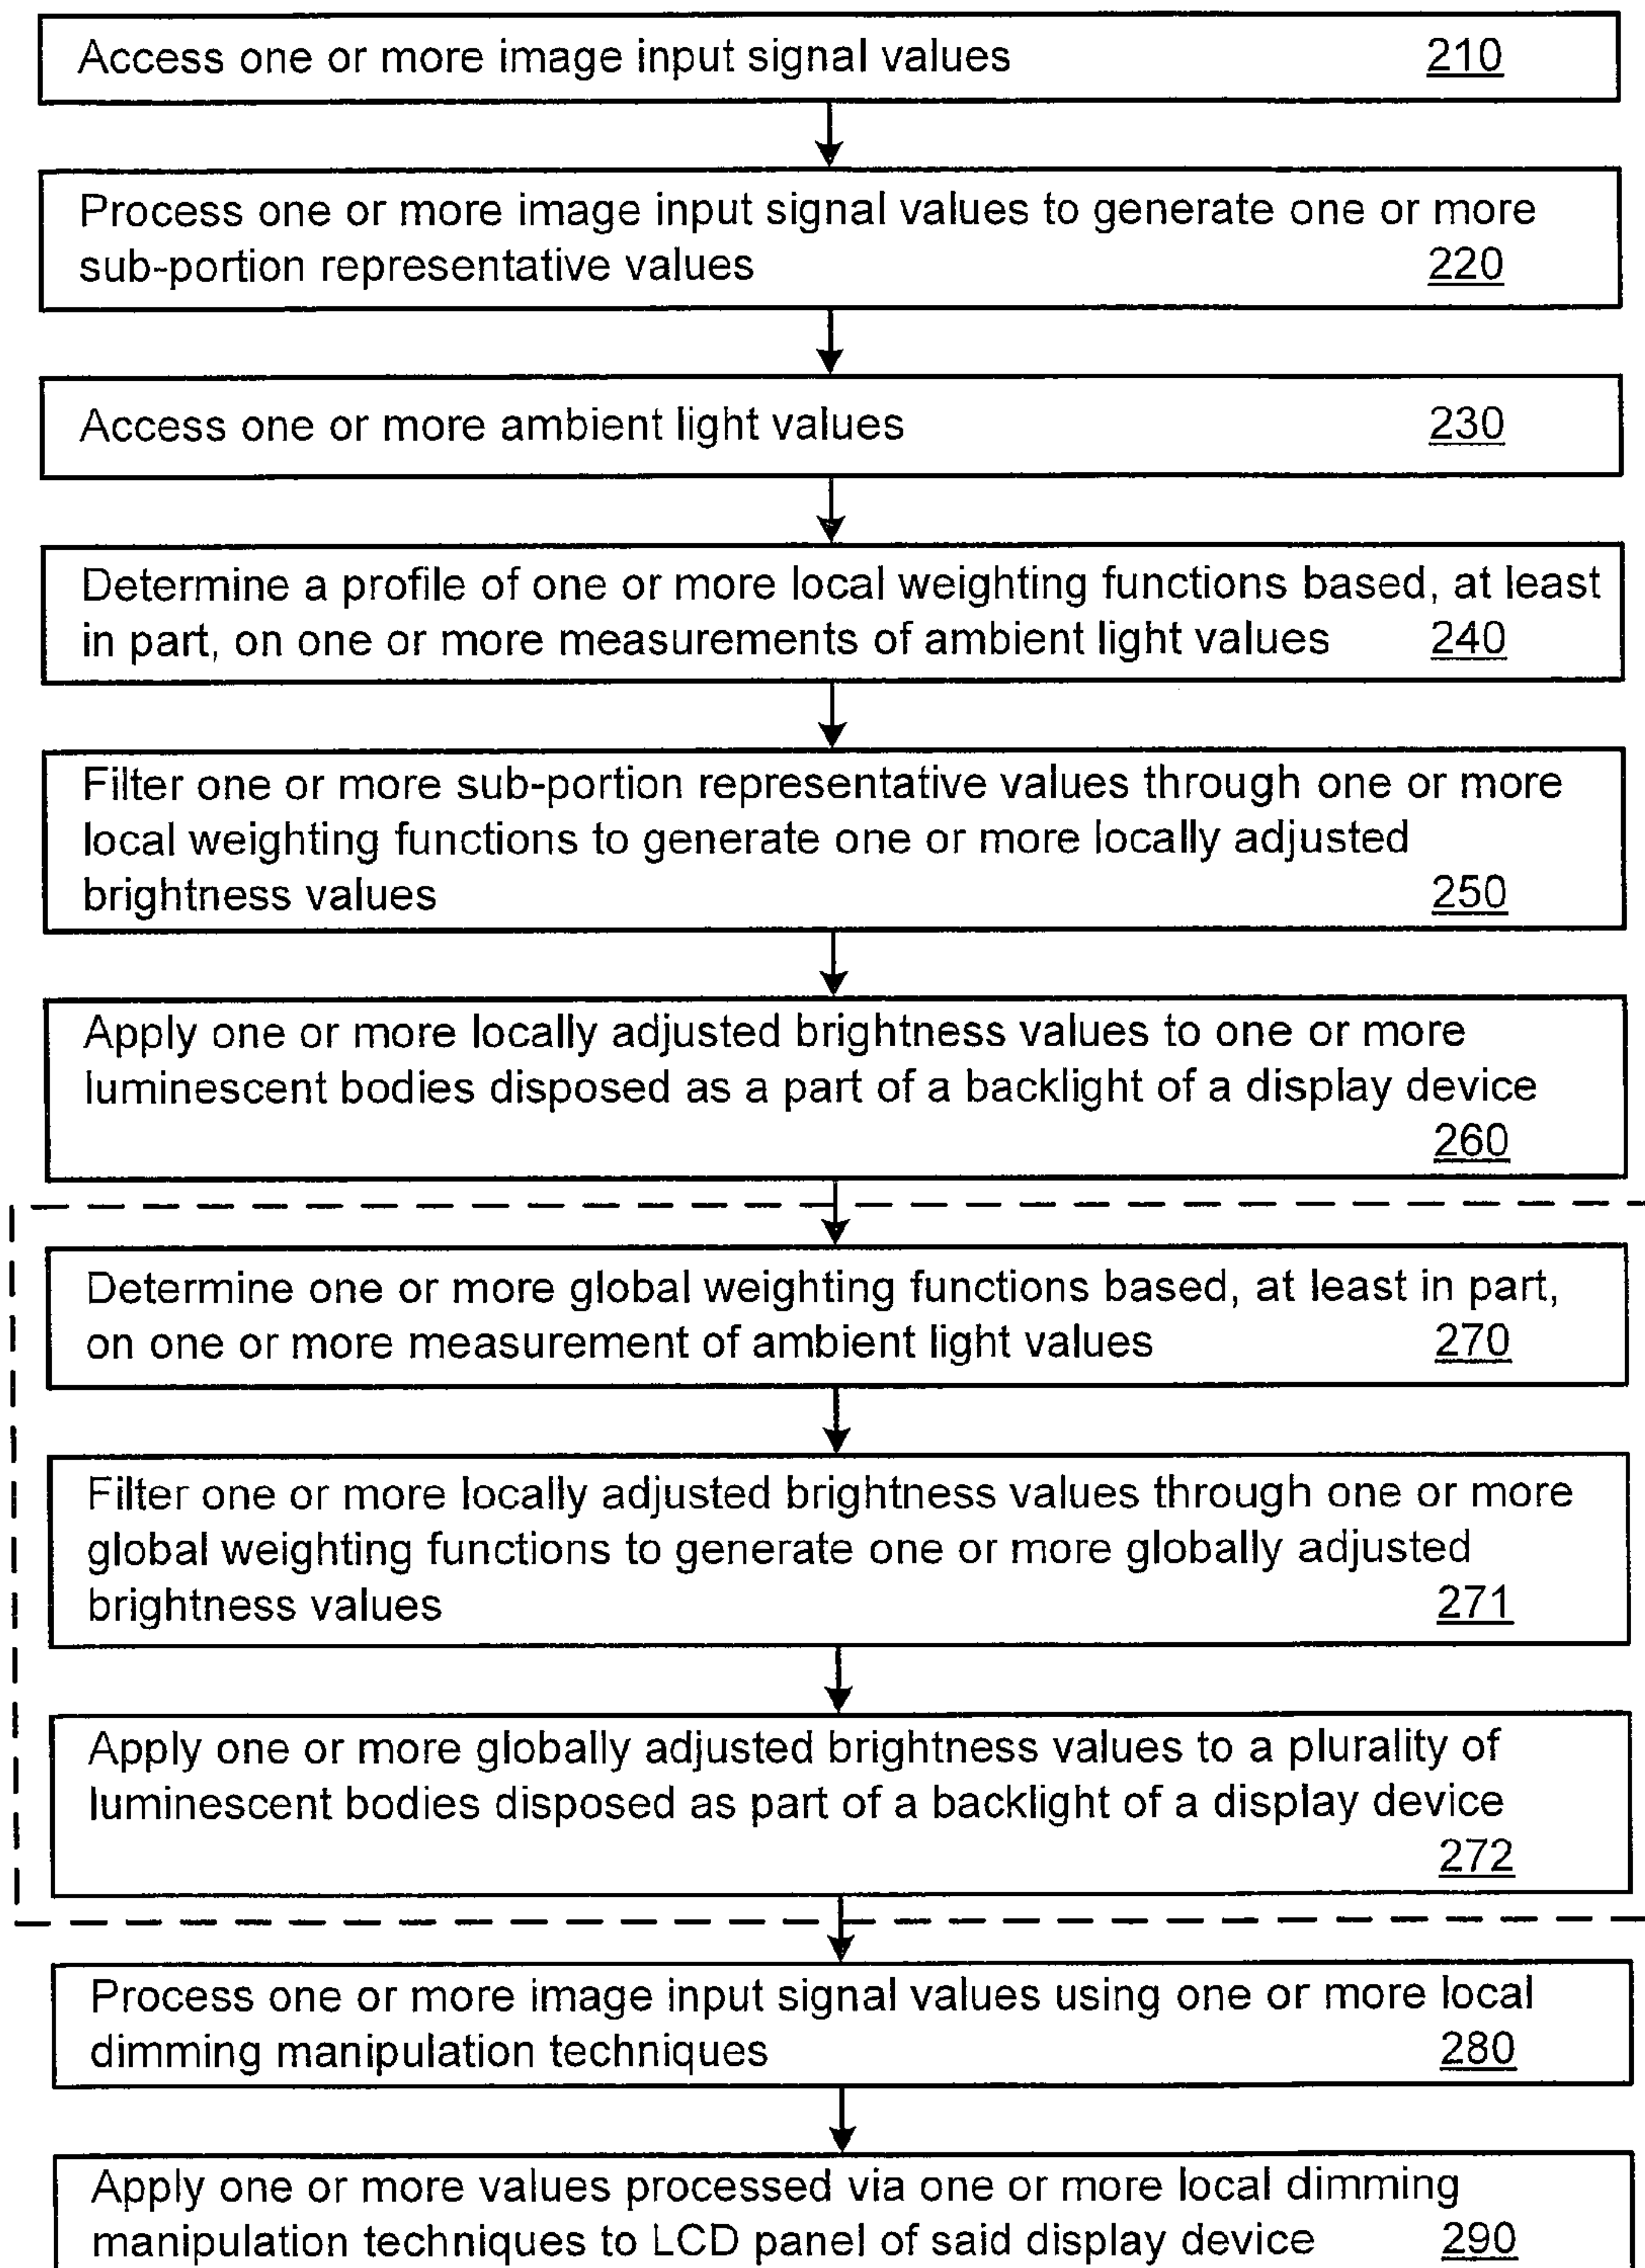 Access one or more image input signal values 210
Process one or more image input signal values to generate one or more
sub-portion representative values 220
Access one or more ambient light values 230
Determine a profile of one or more local weighting functions based, at least
in part, on one or more measurements of ambient light values 240
Filter one or more sub-portion representative values through one or more
local weighting functions to generate one or more locally adjusted
brightness values 250
Apply one or more locally adjusted brightness values to one or more
luminescent bodies disposed as a part of a backlight of a display device
260
Determine one or more global weighting functions based, at least in part,
on one or more measurement of ambient light values 270
Filter one or more locally adjusted brightness values through one or more
global weighting functions to generate one or more globally adjusted
brightness values 271
Apply one or more globally adjusted brightness values to a plurality of
luminescent bodies disposed as part of a backlight of a display device
272
Process one or more image input signal values using one or more local
dimming manipulation techniques 280
Apply one or more values processed via one or more local dimming
manipulation techniques to LCD panel of said display device 290